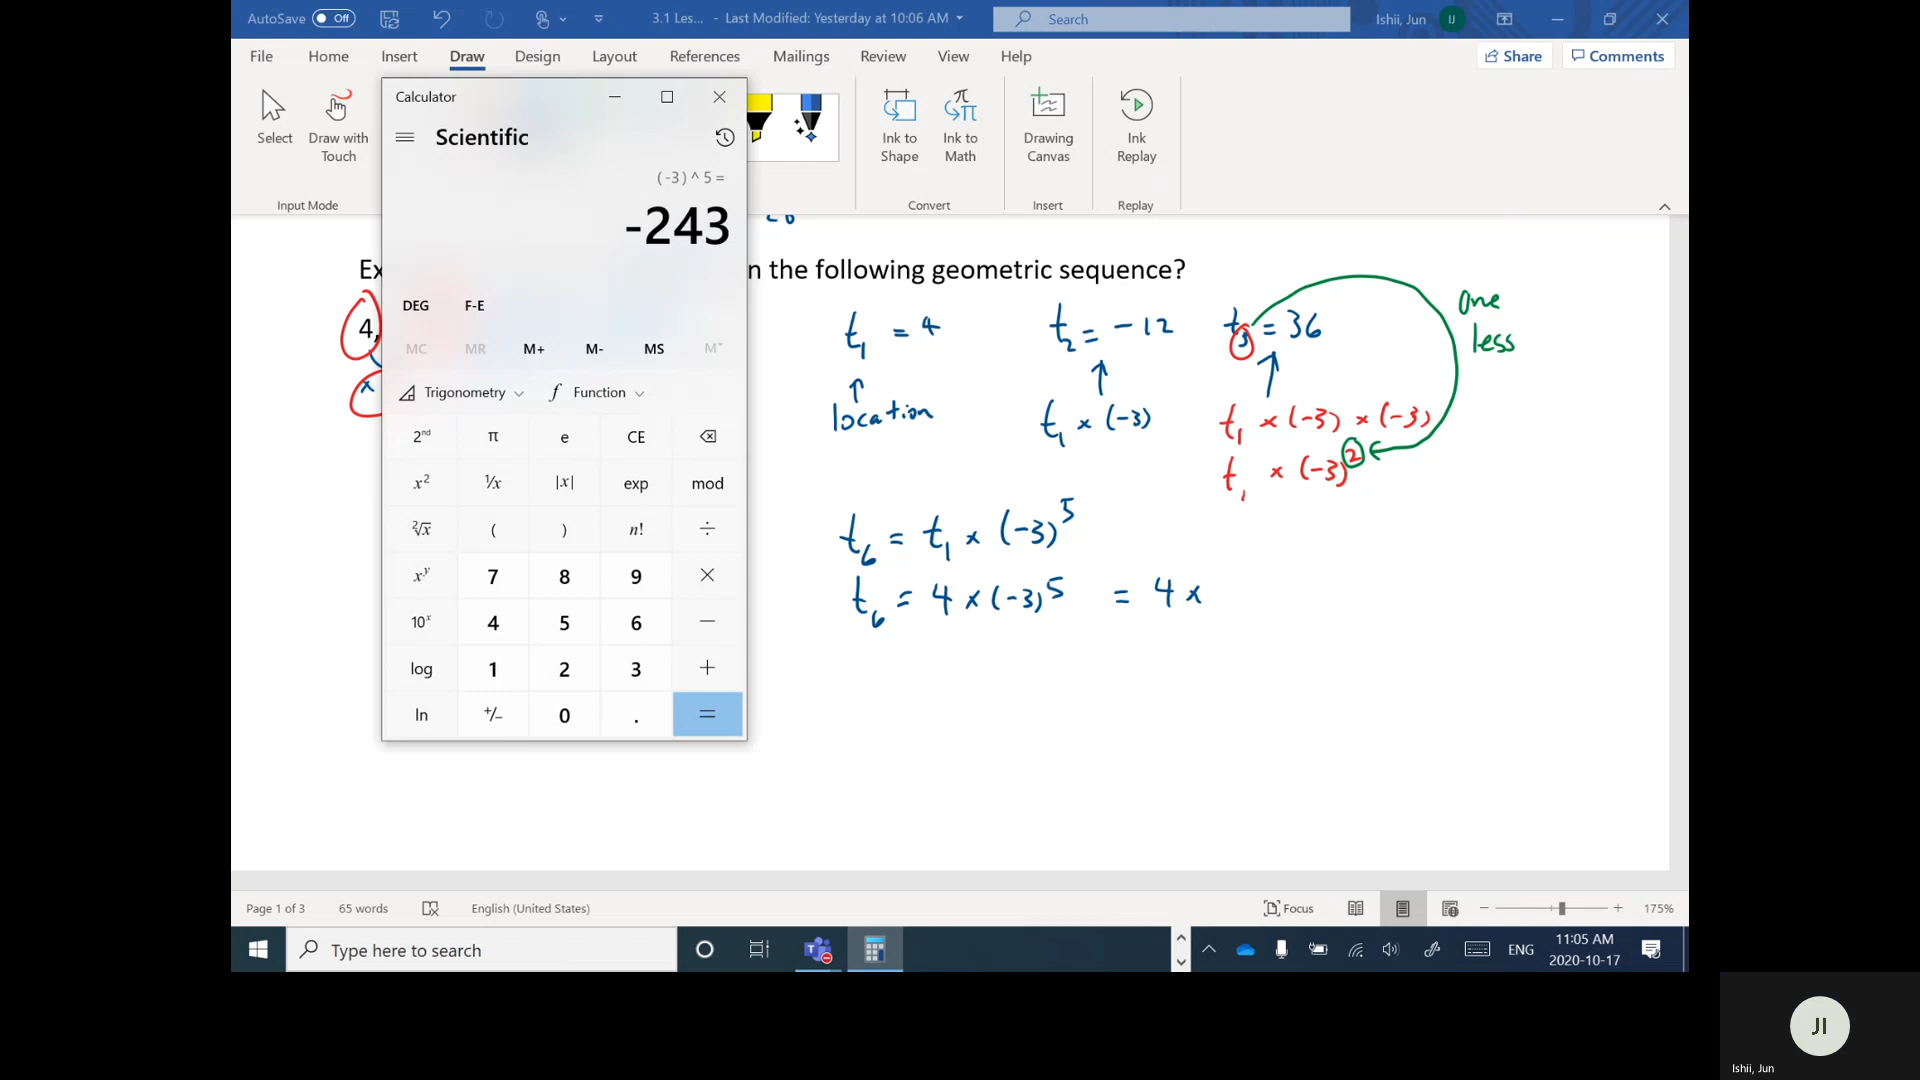 AutoSave Off 3.1 Les... - Last Modified: Yesterday at 10:06 AM Search Ishii, Jun IJ
File Home Insert Draw Design Layout References Mailings Review View Help Share Comments
Select
Draw with Touch
Ink to Shape
Ink to Math
Drawing Canvas
Ink Replay
Input Mode Convert Insert Replay
Calculator
Scientific
(-3) ^ 5 =
-243
DEG F-E
MC MR M+ M- MS M˅
Trigonometry f Function
2nd π e CE
x² ¹/x |x| exp mod
²√x ( ) n! ÷
xʸ 7 8 9 ×
10ˣ 4 5 6 −
log 1 2 3 +
ln +/− 0 . =
Ex
n the following geometric sequence?
4,
×
t₁ = 4
↑
location
t₂ = -12
↑
t₁ × (-3)
t₃ = 36
↑
t₁ × (-3) × (-3)
t₁ × (-3)²
One
less
t₆ = t₁ × (-3)⁵
t₆ = 4 × (-3)⁵ = 4 ×
Page 1 of 3 65 words English (United States) Focus − + 175%
Type here to search ENG 11:05 AM
2020-10-17
JI
Ishii, Jun